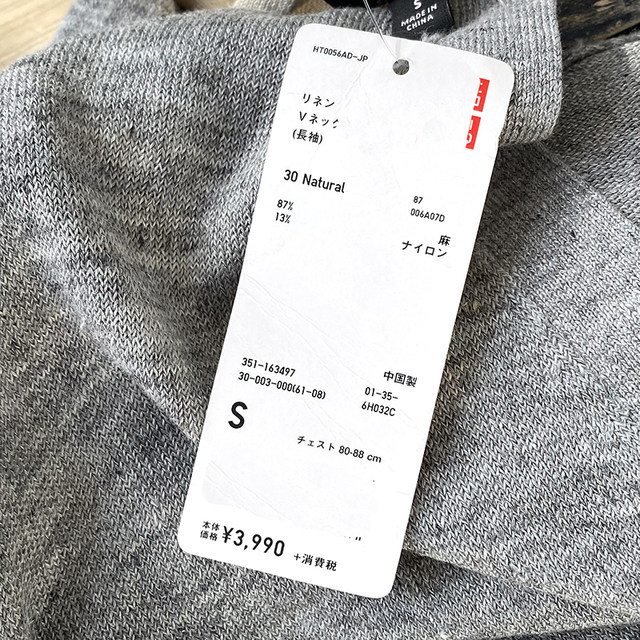 S
MADE IN
CHINA
HT0056AD-JP
リネン
Vネック
(長袖)
30 Natural
87
006A07D
87%
13%
麻
ナイロン
351-163497
30-003-000(61-08)
中国製
01-35-
6H032C
S
チェスト 80-88 cm
本体
価格 ¥3,990 +消費税